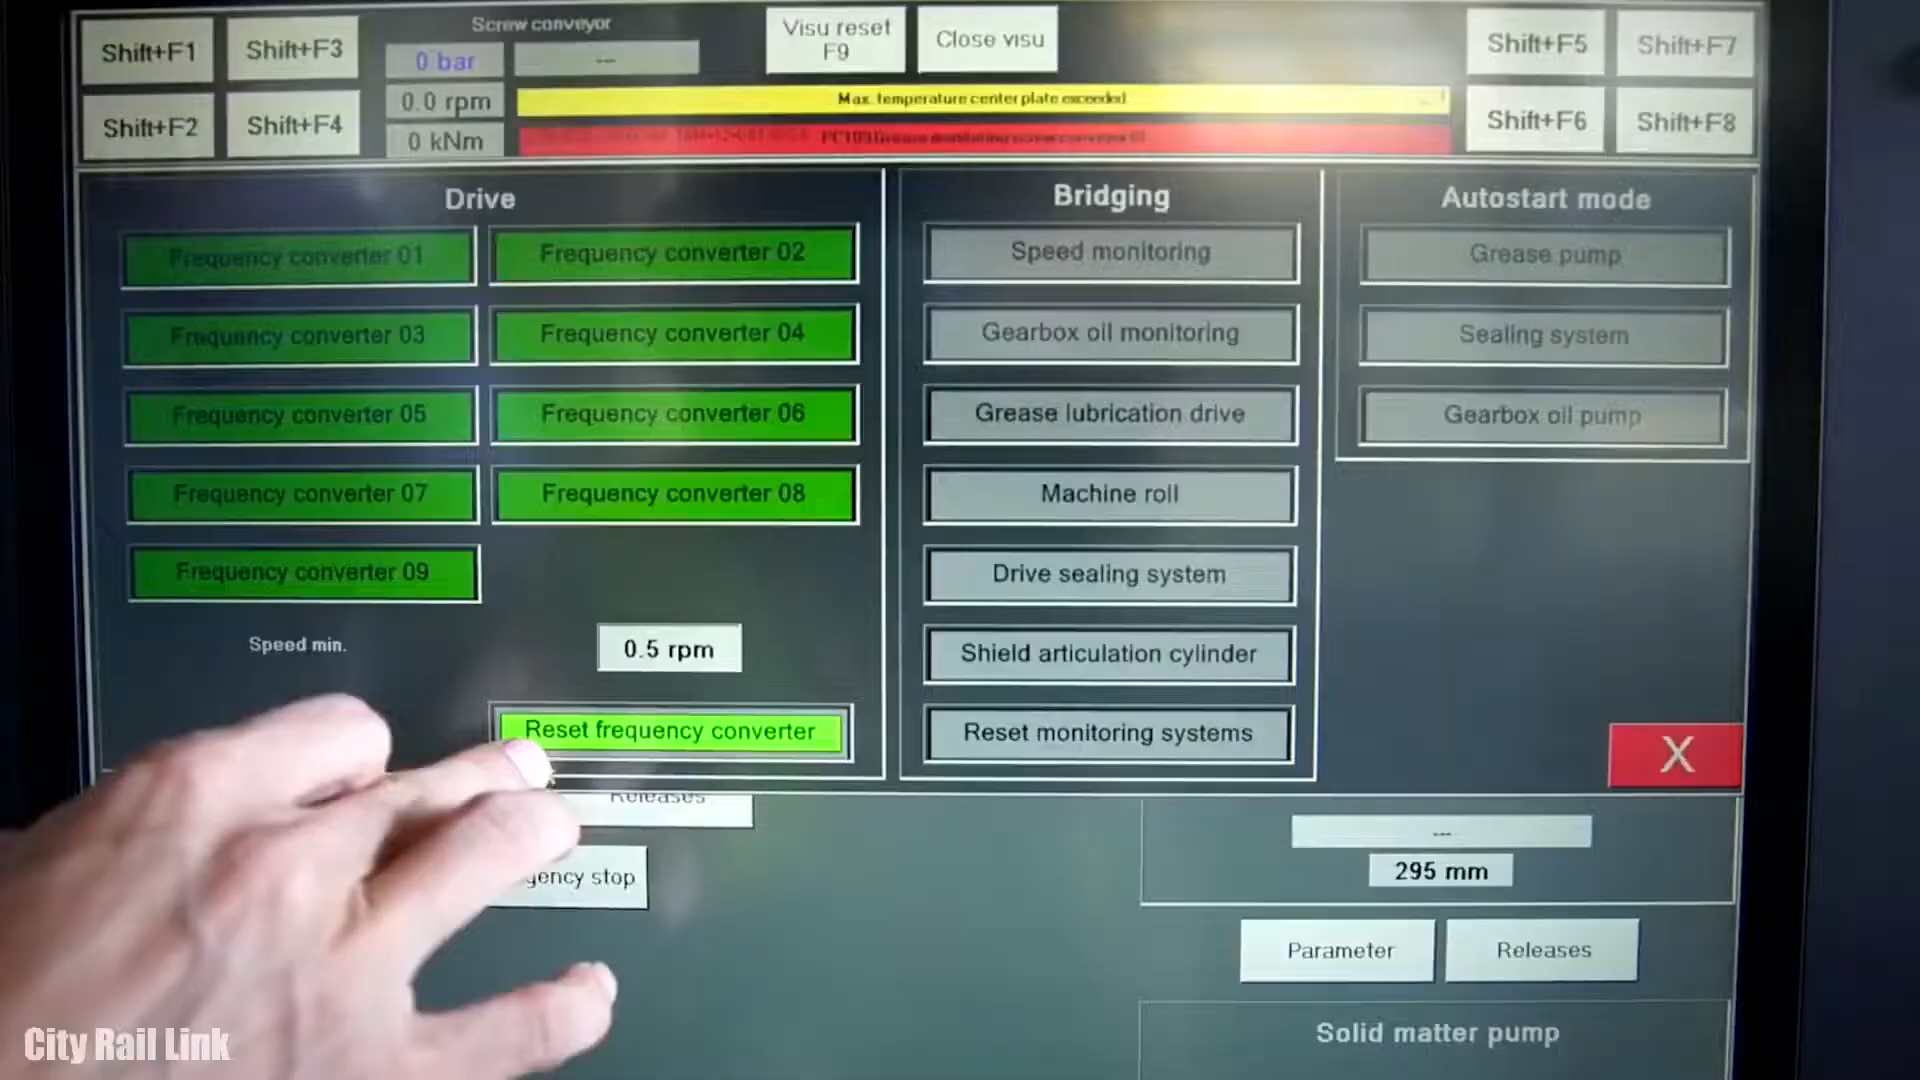 Shift+F1
Shift+F3
Screw conveyor
Visu reset
F9
Close visu
Shift+F5
Shift+F7
0 bar
---
0.0 rpm
Max. temperature center plate exceeded
Shift+F2
Shift+F4
0 kNm
Shift+F6
Shift+F8
Drive
Frequency converter 01
Frequency converter 02
Frequency converter 03
Frequency converter 04
Frequency converter 05
Frequency converter 06
Frequency converter 07
Frequency converter 08
Frequency converter 09
Speed min.
0.5 rpm
Reset frequency converter
Bridging
Speed monitoring
Gearbox oil monitoring
Grease lubrication drive
Machine roll
Drive sealing system
Shield articulation cylinder
Reset monitoring systems
Autostart mode
Grease pump
Sealing system
Gearbox oil pump
X
Releases
gency stop
---
295 mm
Parameter
Releases
Solid matter pump
City Rail Link